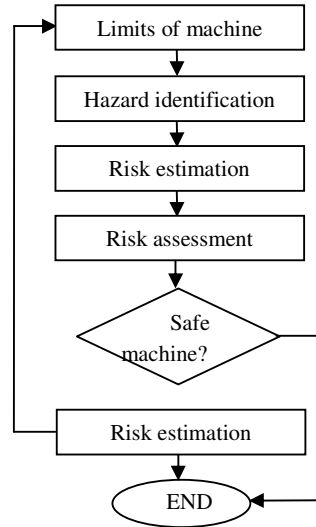 Limits of machine
Hazard identification
Risk estimation
Risk assessment
Safe
machine?
Risk estimation
END